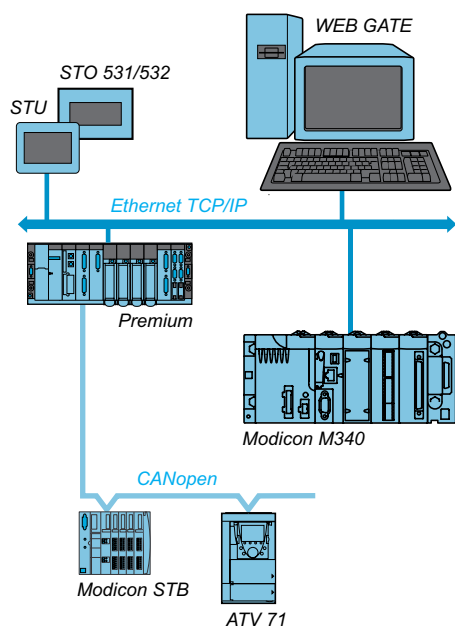 WEB GATE
STO 531/532
STU
Ethernet TCP/IP
Premium
Modicon M340
CANopen
Modicon STB
ATV 71